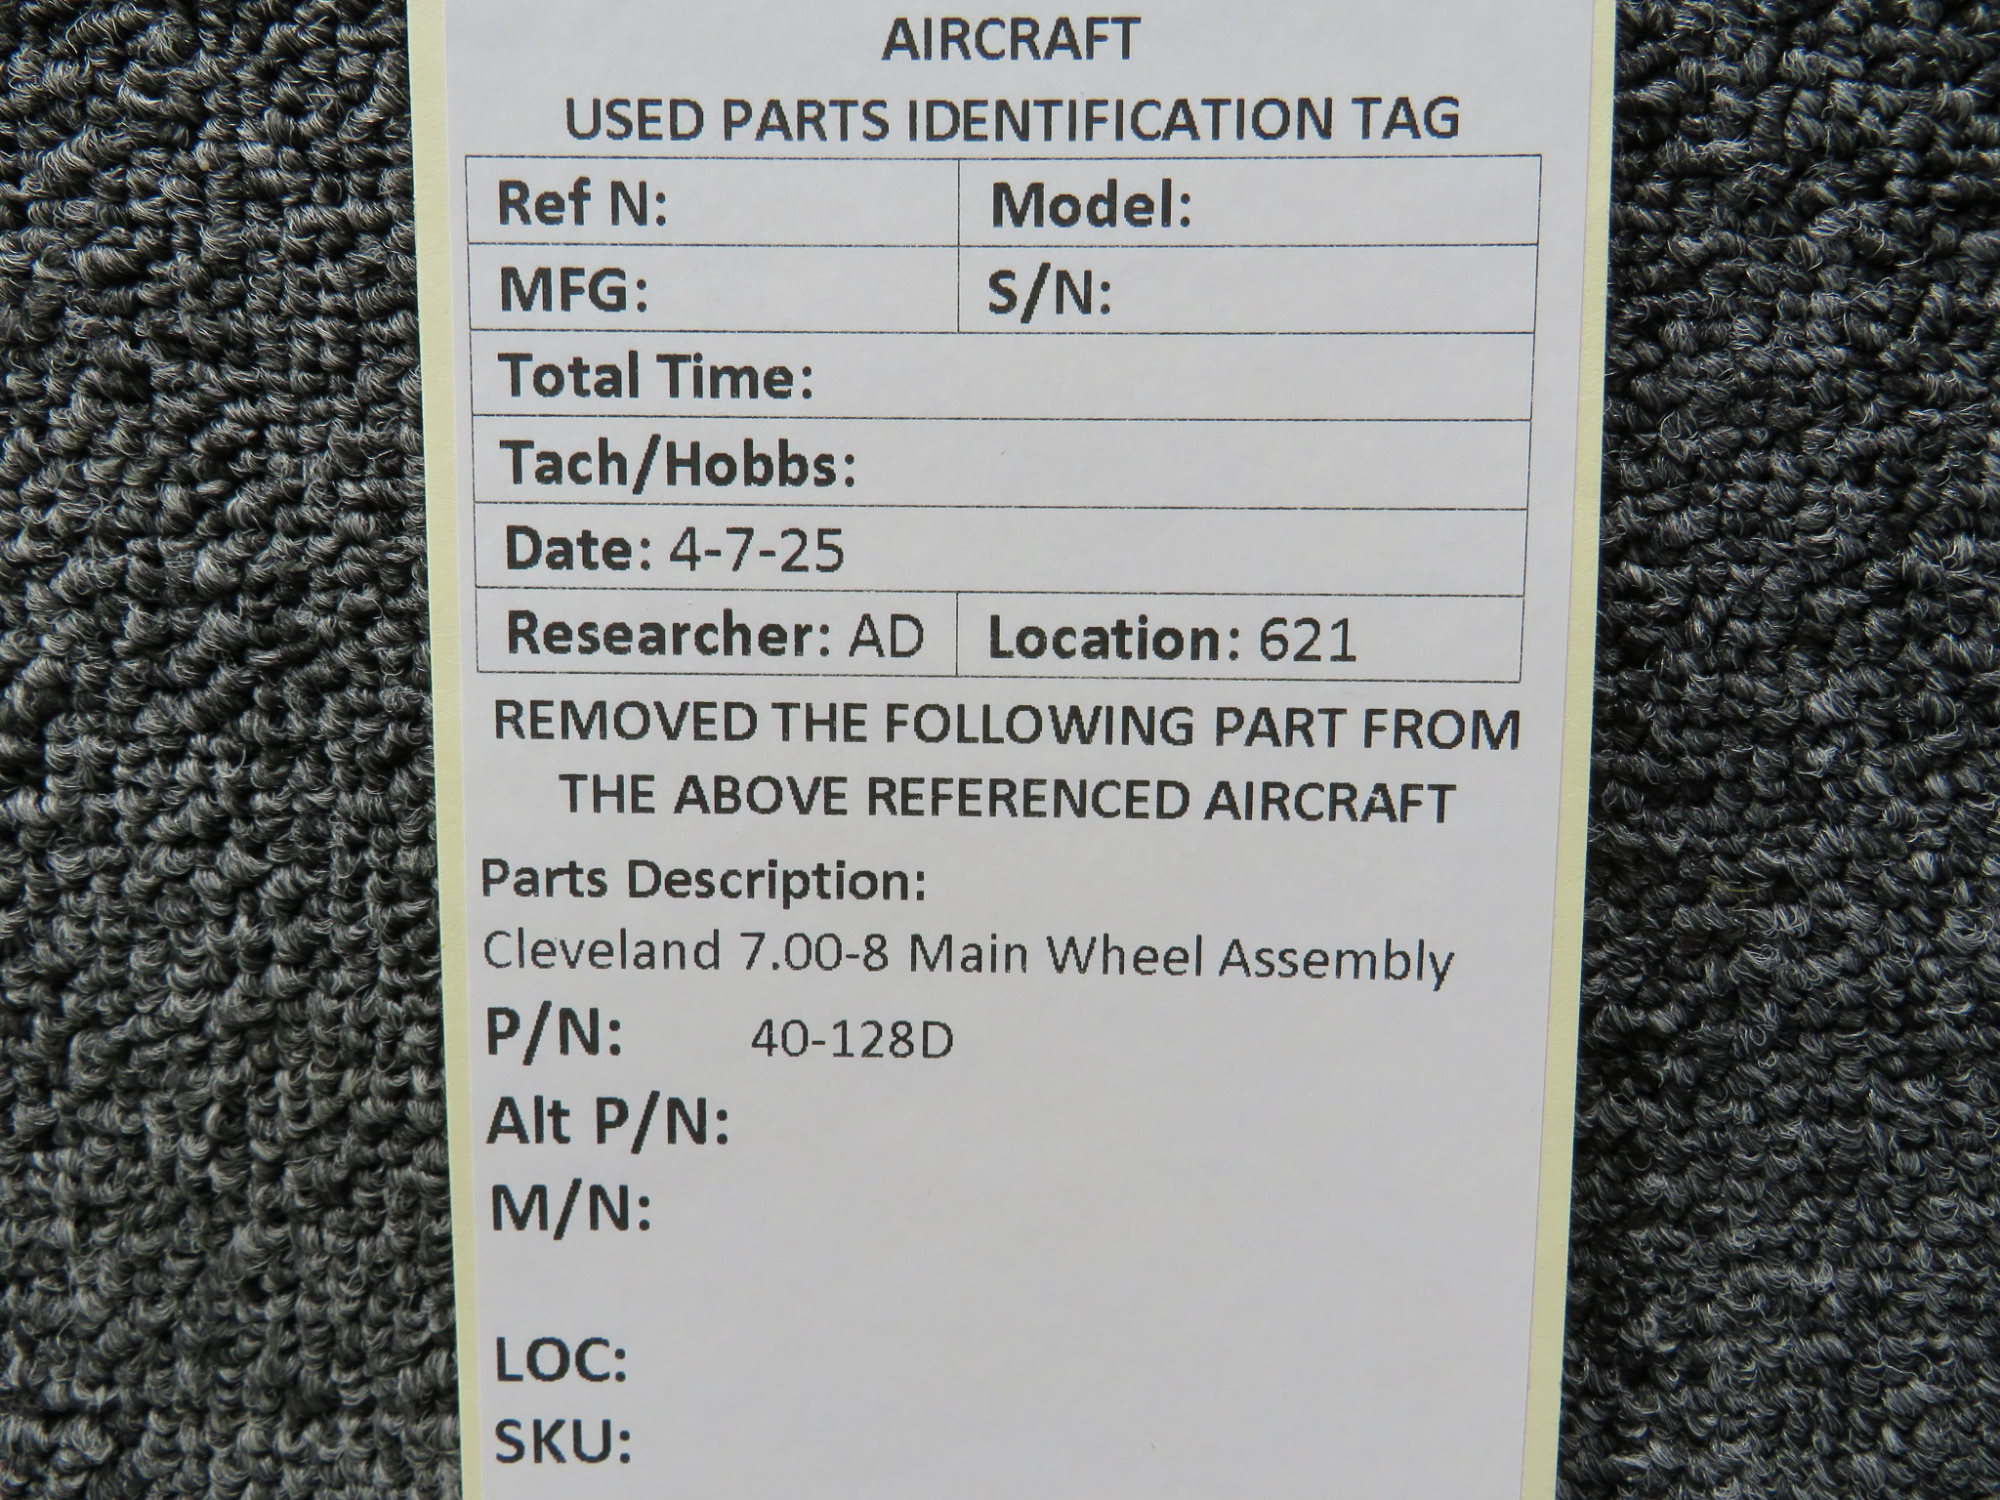 AIRCRAFT
USED PARTS IDENTIFICATION TAG
Ref N: Model:
MFG: S/N:
Total Time:
Tach/Hobbs:
Date: 4-7-25
Researcher: AD Location: 621
REMOVED THE FOLLOWING PART FROM
THE ABOVE REFERENCED AIRCRAFT
Parts Description:
Cleveland 7.00-8 Main Wheel Assembly
P/N: 40-128D
Alt P/N:
M/N:
LOC:
SKU: